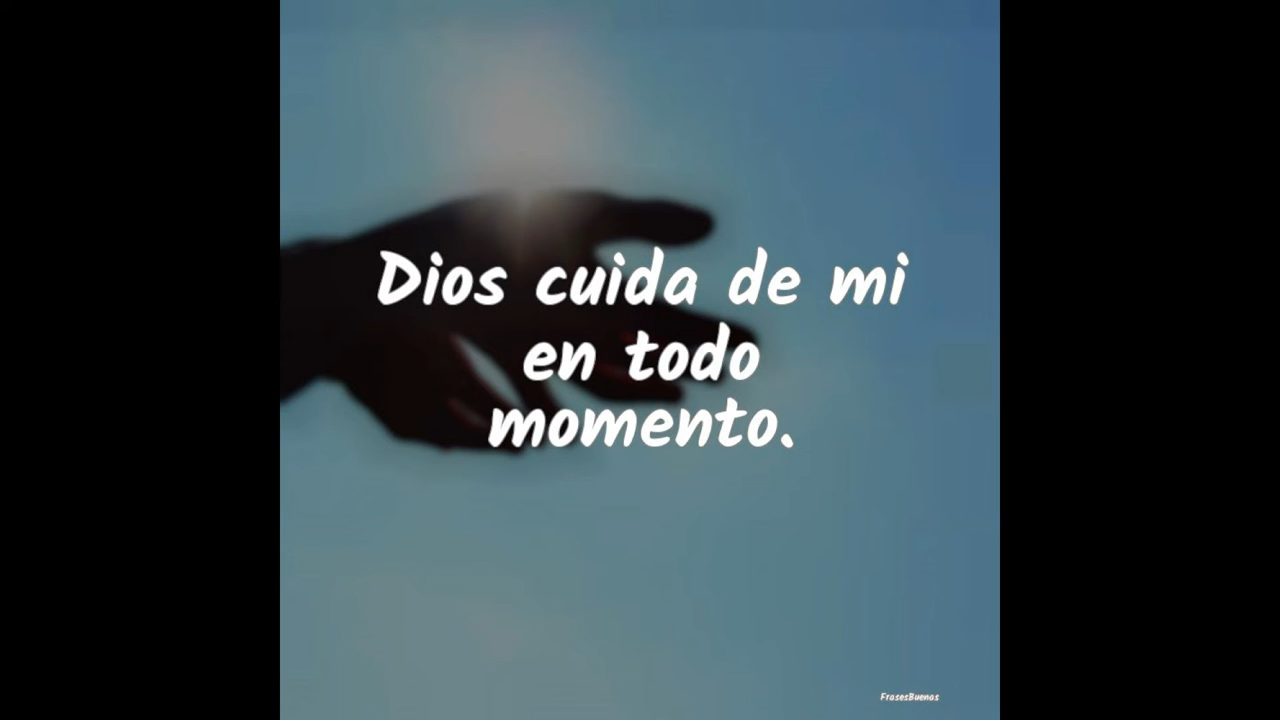 Dios cuida de mi
en todo
momento.
FrasesBuenas